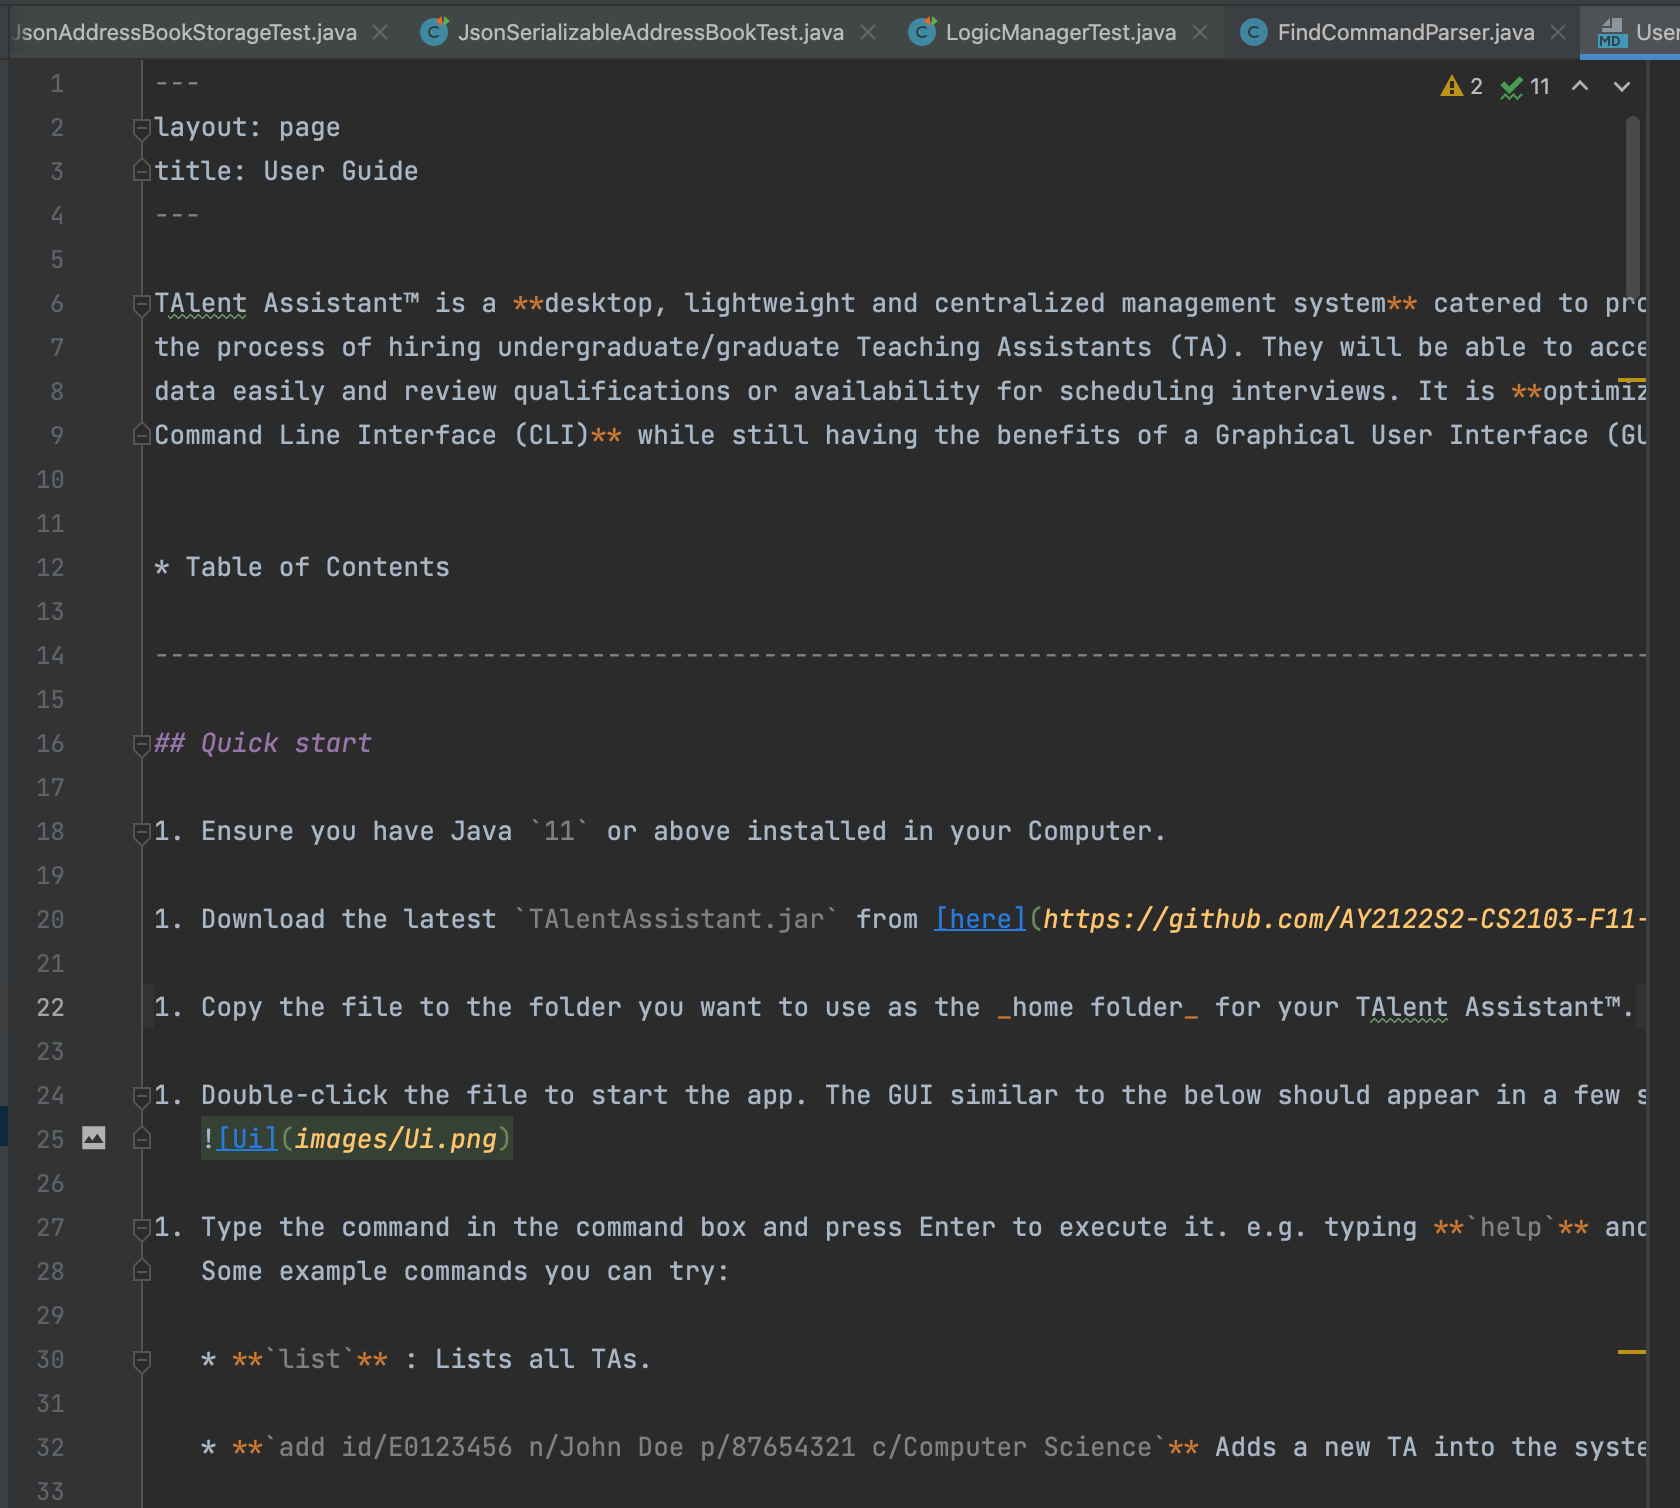 JsonAddressBookStorageTest.java JsonSerializableAddressBookTest.java LogicManagerTest.java FindCommandParser.java MD User
2 11
1 ---
2 layout: page
3 title: User Guide
4 ---
5
6 TAlent Assistant™ is a **desktop, lightweight and centralized management system** catered to pro
7 the process of hiring undergraduate/graduate Teaching Assistants (TA). They will be able to acce
8 data easily and review qualifications or availability for scheduling interviews. It is **optimiz
9 Command Line Interface (CLI)** while still having the benefits of a Graphical User Interface (GU
10
11
12 * Table of Contents
13
14 ------------------------------------------------------------------------------------------------
15
16 ## Quick start
17
18 1. Ensure you have Java `11` or above installed in your Computer.
19
20 1. Download the latest `TAlentAssistant.jar` from [here](https://github.com/AY2122S2-CS2103-F11-
21
22 1. Copy the file to the folder you want to use as the _home folder_ for your TAlent Assistant™.
23
24 1. Double-click the file to start the app. The GUI similar to the below should appear in a few s
25 ![Ui](images/Ui.png)
26
27 1. Type the command in the command box and press Enter to execute it. e.g. typing **`help`** and
28 Some example commands you can try:
29
30 * **`list`** : Lists all TAs.
31
32 * **`add id/E0123456 n/John Doe p/87654321 c/Computer Science`** Adds a new TA into the syste
33